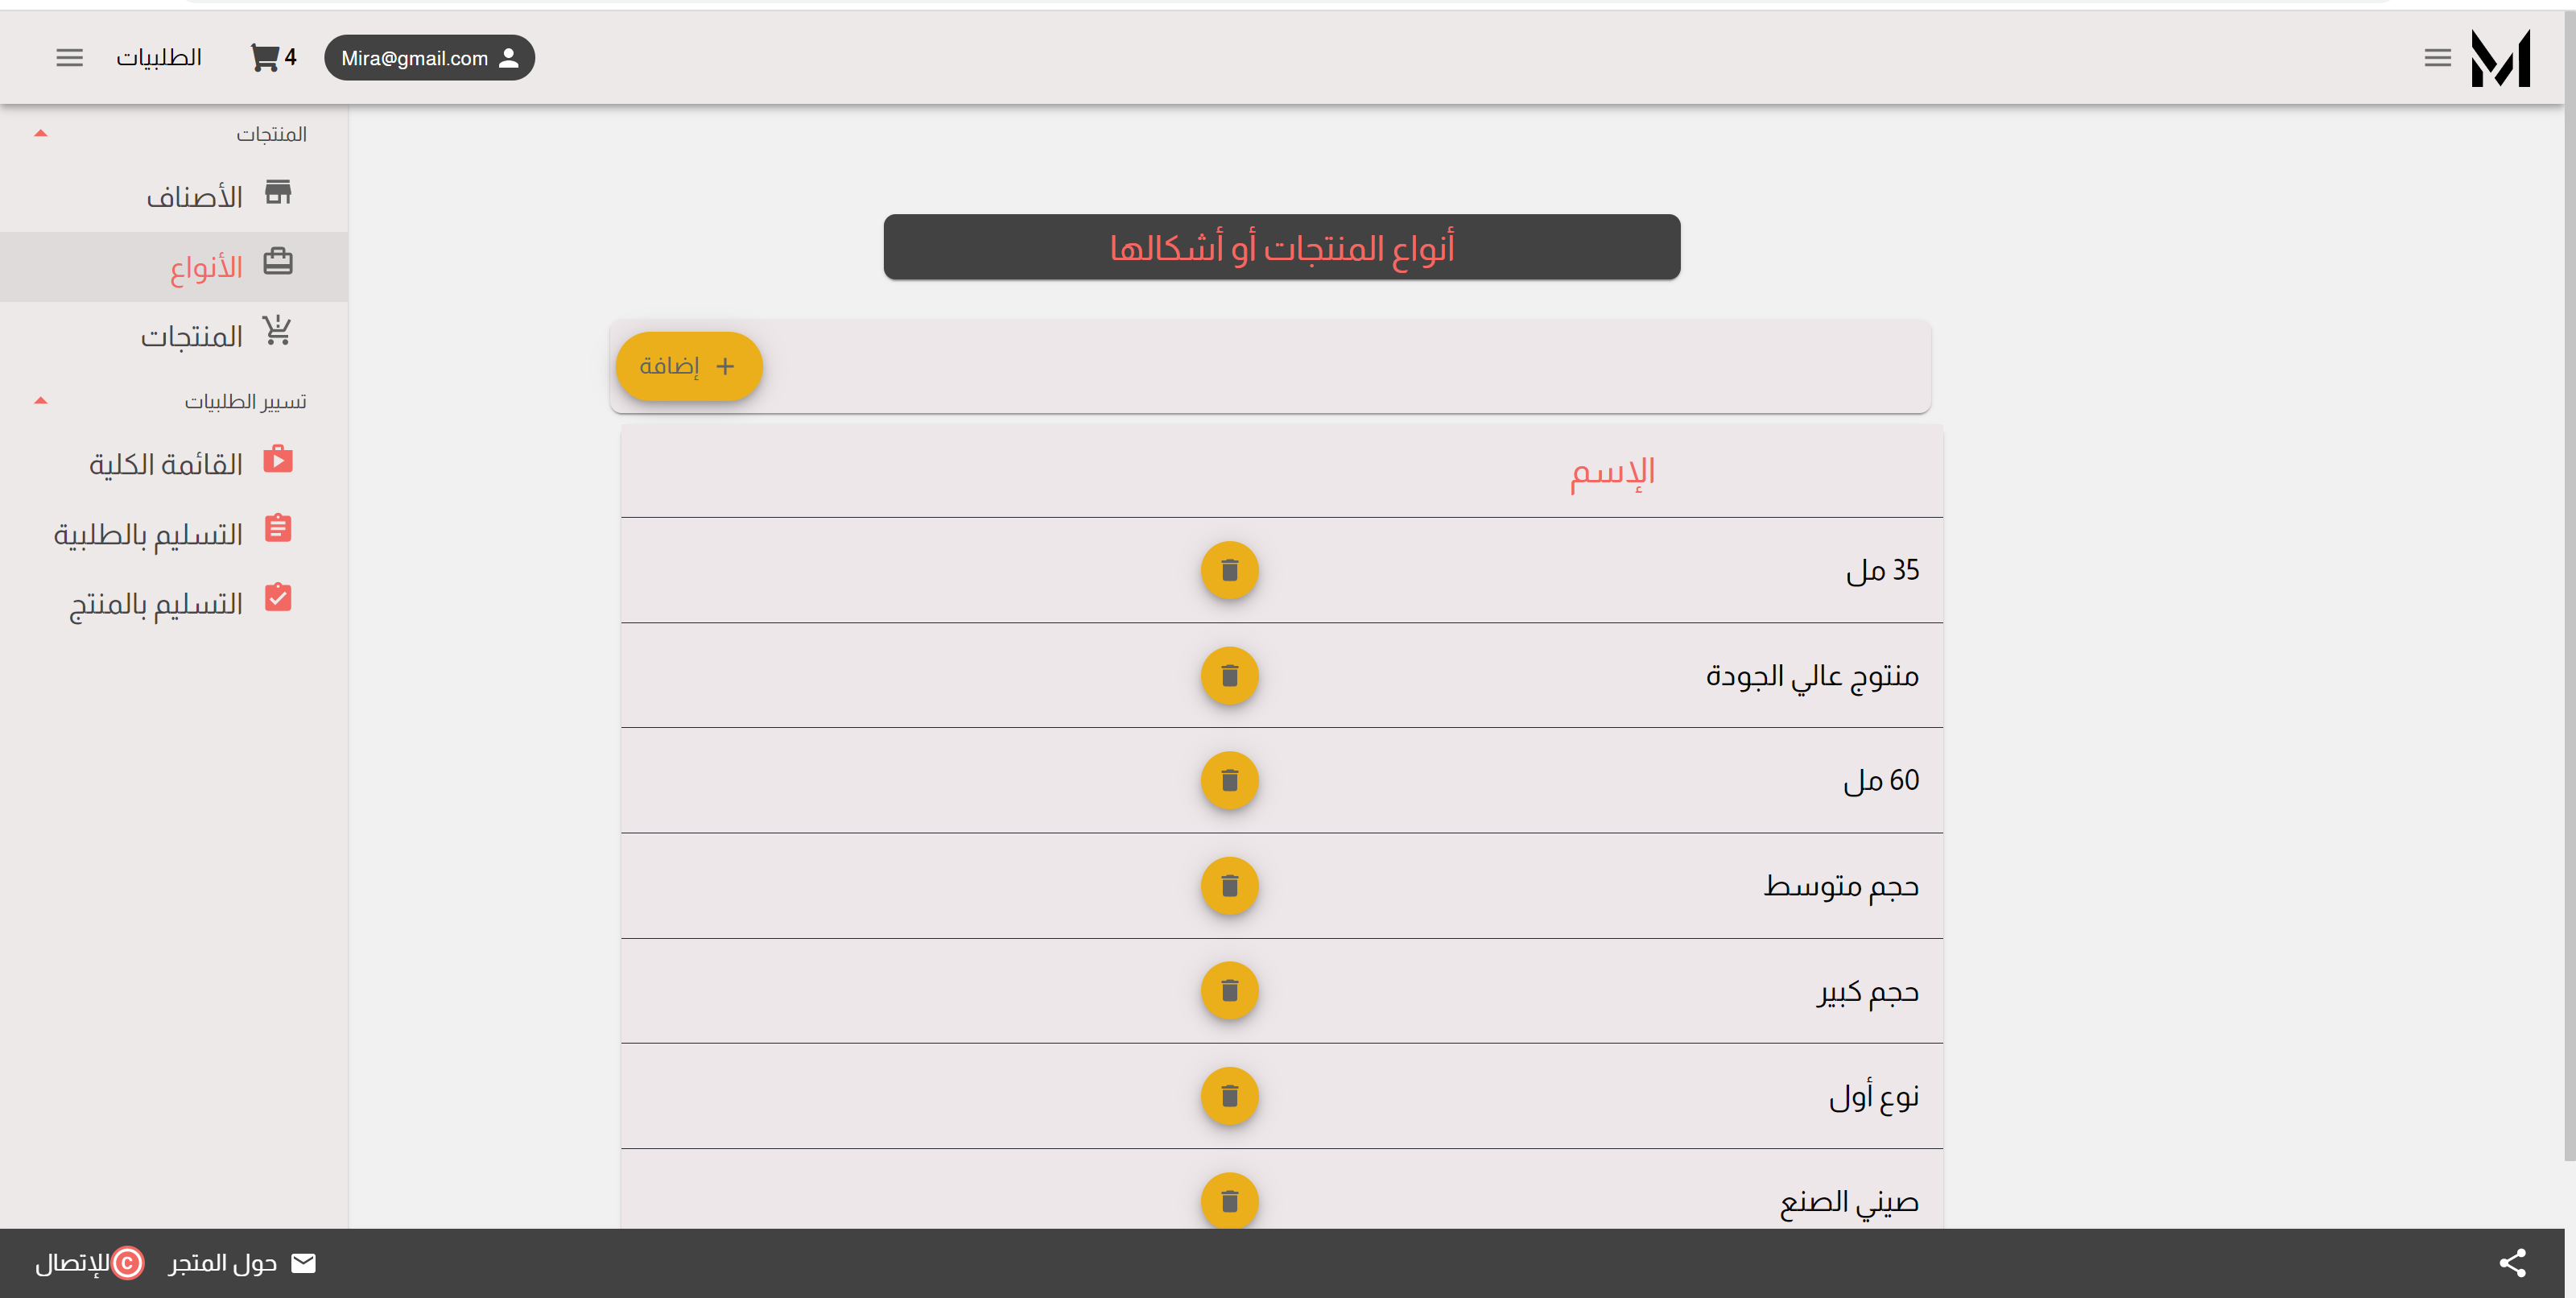 الطلبيات
4
Mira@gmail.com
المنتجات
الأصناف
الأنواع
المنتجات
تسيير الطلبيات
القائمة الكلية
التسليم بالطلبية
التسليم بالمنتج
أنواع المنتجات أو أشكالها
إضافة
الإسم
35 مل
منتوج عالي الجودة
60 مل
حجم متوسط
حجم كبير
نوع أول
صيني الصنع
حول المتجر
للإتصال